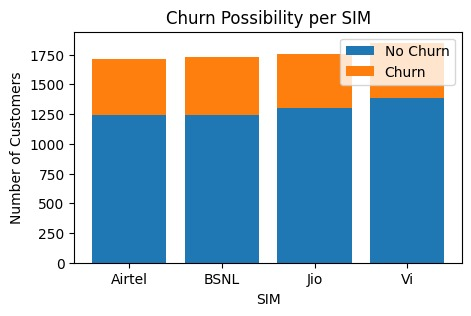 Churn Possibility per SIM
No Churn
Churn
Number of Customers
1750
1500
1250
1000
750
500
250
0
Airtel BSNL Jio Vi
SIM